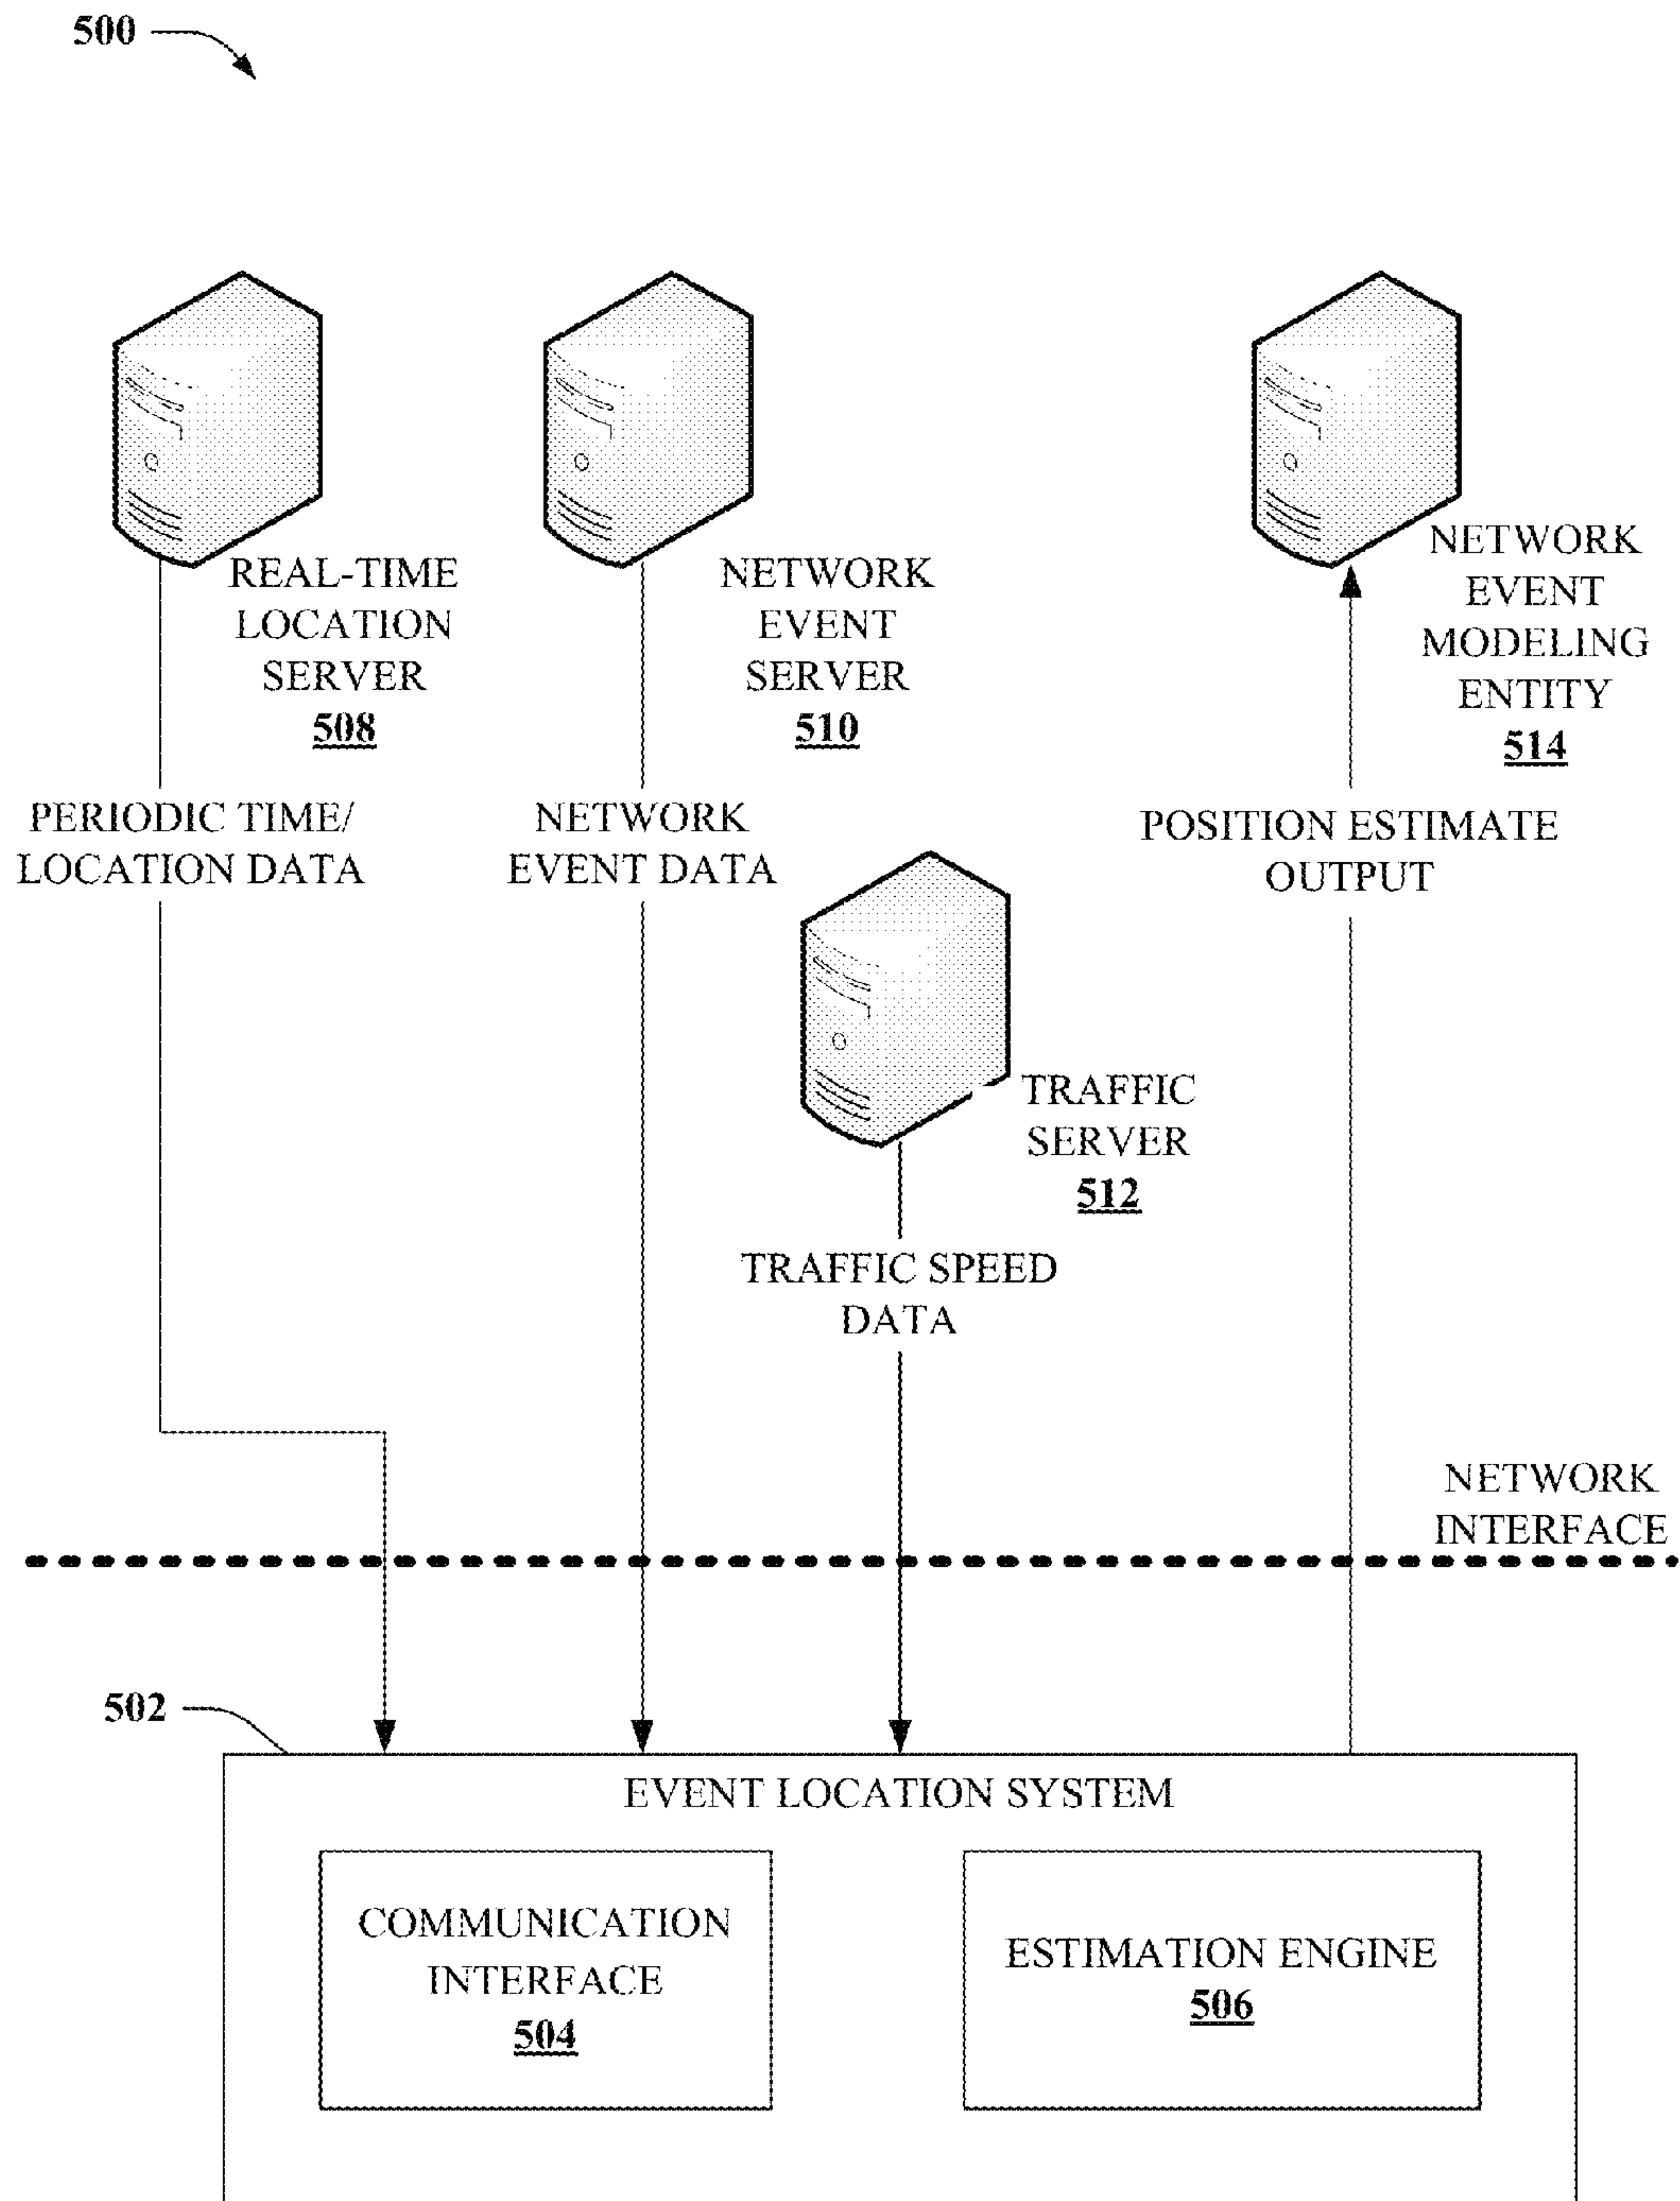 500
REAL-TIME
LOCATION
SERVER
508
NETWORK
EVENT
SERVER
510
NETWORK
EVENT
MODELING
ENTITY
514
PERIODIC TIME/
LOCATION DATA
NETWORK
EVENT DATA
POSITION ESTIMATE
OUTPUT
TRAFFIC
SERVER
512
TRAFFIC SPEED
DATA
NETWORK
INTERFACE
502
EVENT LOCATION SYSTEM
COMMUNICATION
INTERFACE
504
ESTIMATION ENGINE
506